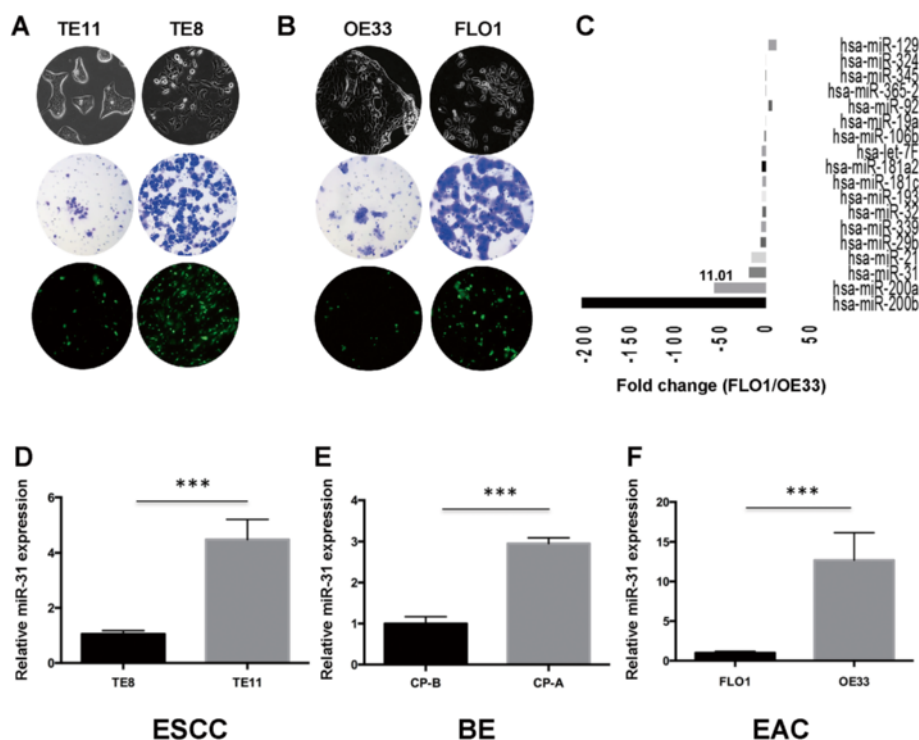 A
TE11
TE8
B
OE33
FLO1
C
hsa-miR-129
hsa-miR-324
hsa-miR-345
hsa-miR-365-2
hsa-miR-92
hsa-miR-19a
hsa-miR-106b
hsa-let-7F
hsa-miR-181a2
hsa-miR-181c
hsa-miR-193
hsa-miR-32
hsa-miR-339
hsa-miR-29b
hsa-miR-21
hsa-miR-31
hsa-miR-200a
hsa-miR-200b
11.01
-200
-150
-100
-50
0
50
Fold change (FLO1/OE33)
D
***
Relative miR-31 expression
6
4
2
0
TE8
TE11
ESCC
E
***
Relative miR-31 expression
4
3
2
1
0
CP-B
CP-A
BE
F
***
Relative miR-31 expression
20
15
10
5
0
FLO1
OE33
EAC